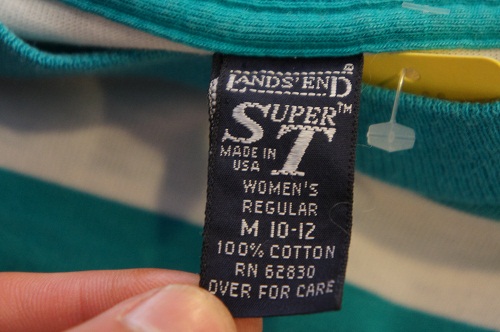 LANDS' END®
SUPER™
T
MADE IN
USA
WOMEN'S
REGULAR
M 10-12
100% COTTON
RN 62830
OVER FOR CARE